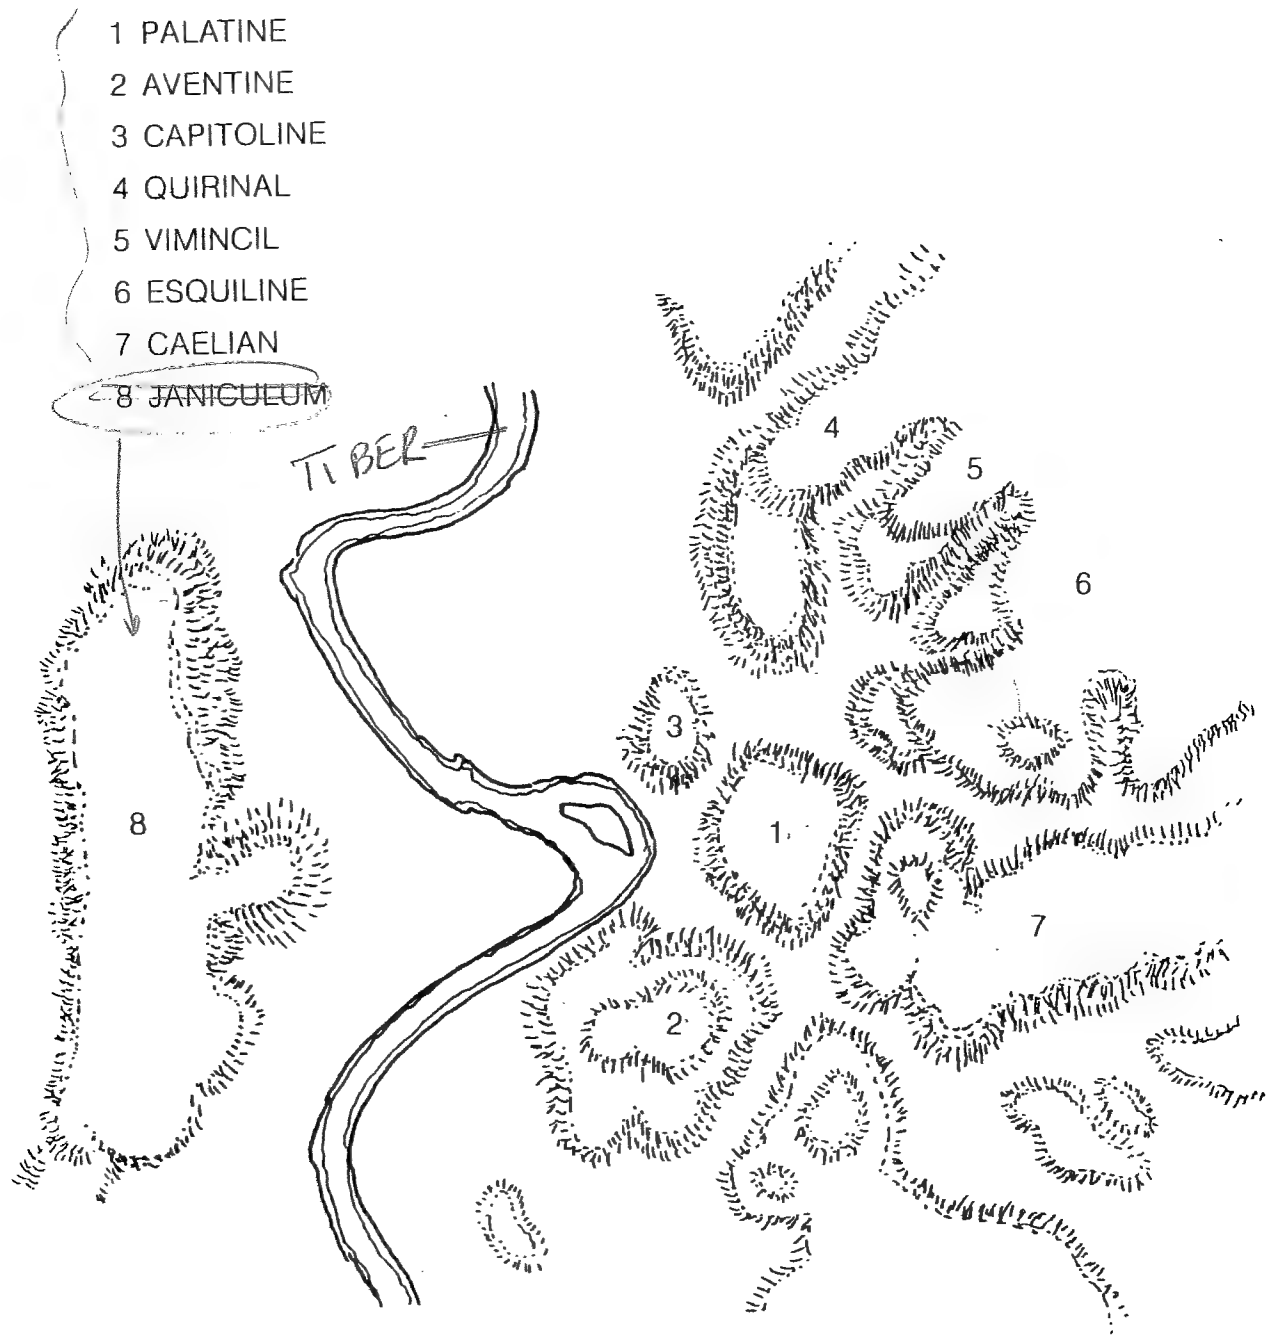 1 PALATINE
2 AVENTINE
3 CAPITOLINE
4 QUIRINAL
5 VIMINCIL
6 ESQUILINE
7 CAELIAN
8 JANICULUM
TIBER
4
5
6
3
8
1
7
2